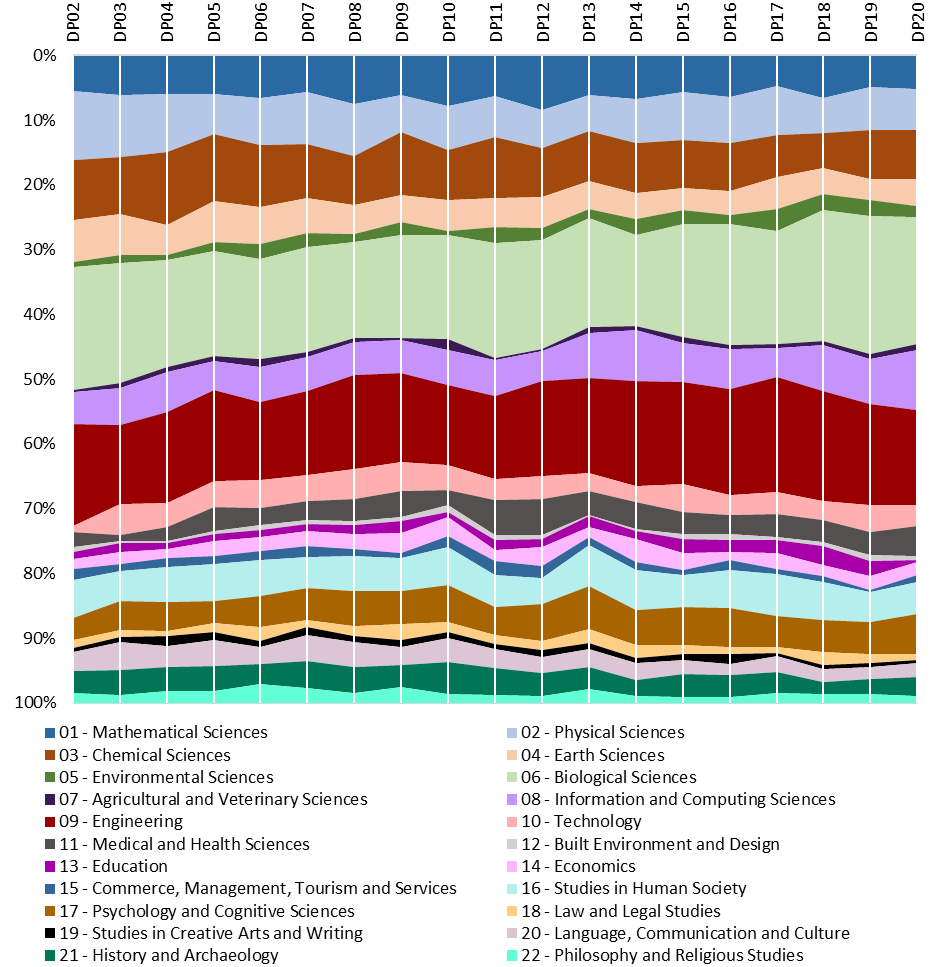 DP02 DP03 DP04 DP05 DP06 DP07 DP08 DP09 DP10 DP11 DP12 DP13 DP14 DP15 DP16 DP17 DP18 DP19 DP20
0%
10%
20%
30%
40%
50%
60%
70%
80%
90%
100%
01 - Mathematical Sciences 02 - Physical Sciences
03 - Chemical Sciences 04 - Earth Sciences
05 - Environmental Sciences 06 - Biological Sciences
07 - Agricultural and Veterinary Sciences 08 - Information and Computing Sciences
09 - Engineering 10 - Technology
11 - Medical and Health Sciences 12 - Built Environment and Design
13 - Education 14 - Economics
15 - Commerce, Management, Tourism and Services 16 - Studies in Human Society
17 - Psychology and Cognitive Sciences 18 - Law and Legal Studies
19 - Studies in Creative Arts and Writing 20 - Language, Communication and Culture
21 - History and Archaeology 22 - Philosophy and Religious Studies